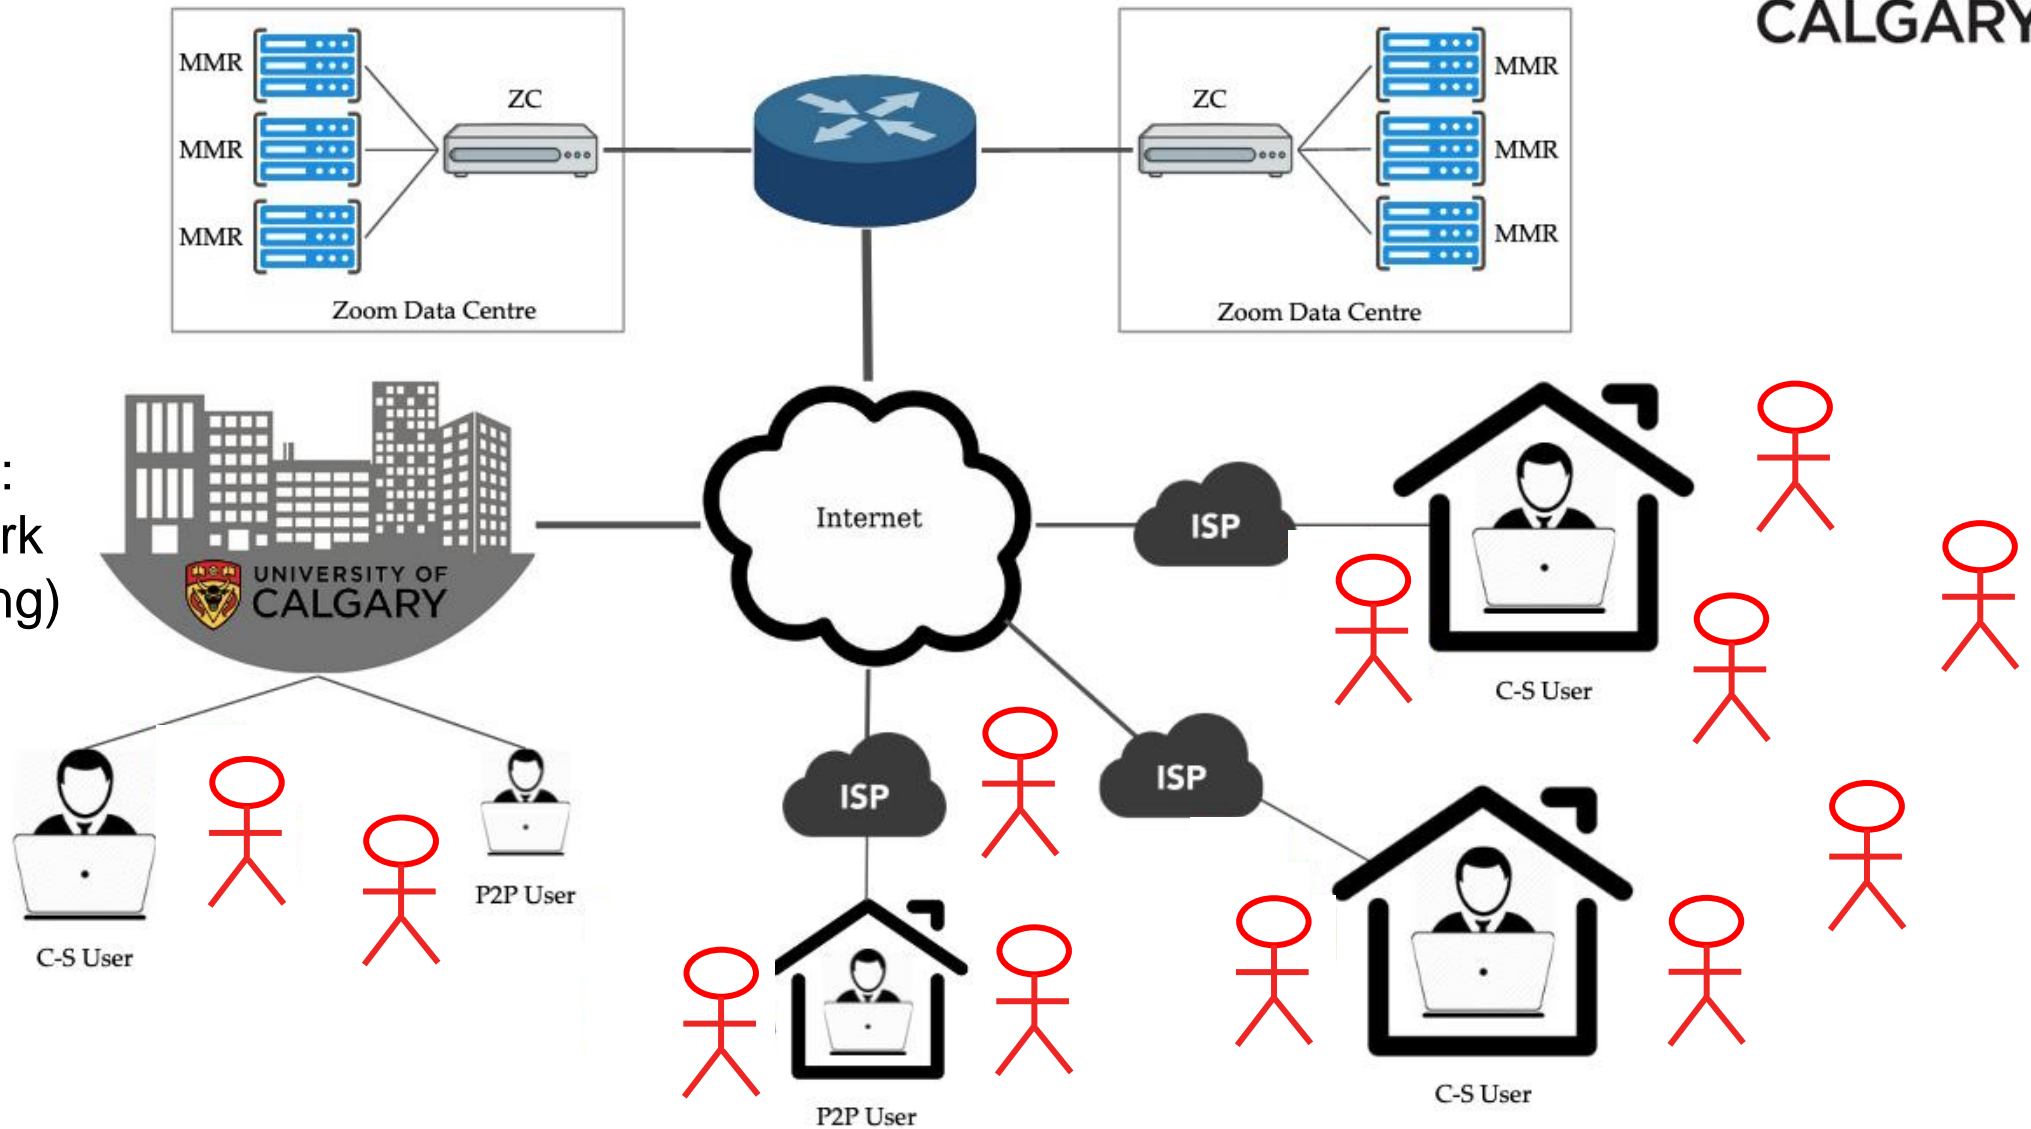 CALGARY
MMR
MMR
MMR
ZC
Zoom Data Centre
ZC
MMR
MMR
MMR
Zoom Data Centre
:
rk
ng)
UNIVERSITY OF
CALGARY
Internet
ISP
C-S User
ISP
ISP
C-S User
P2P User
P2P User
C-S User